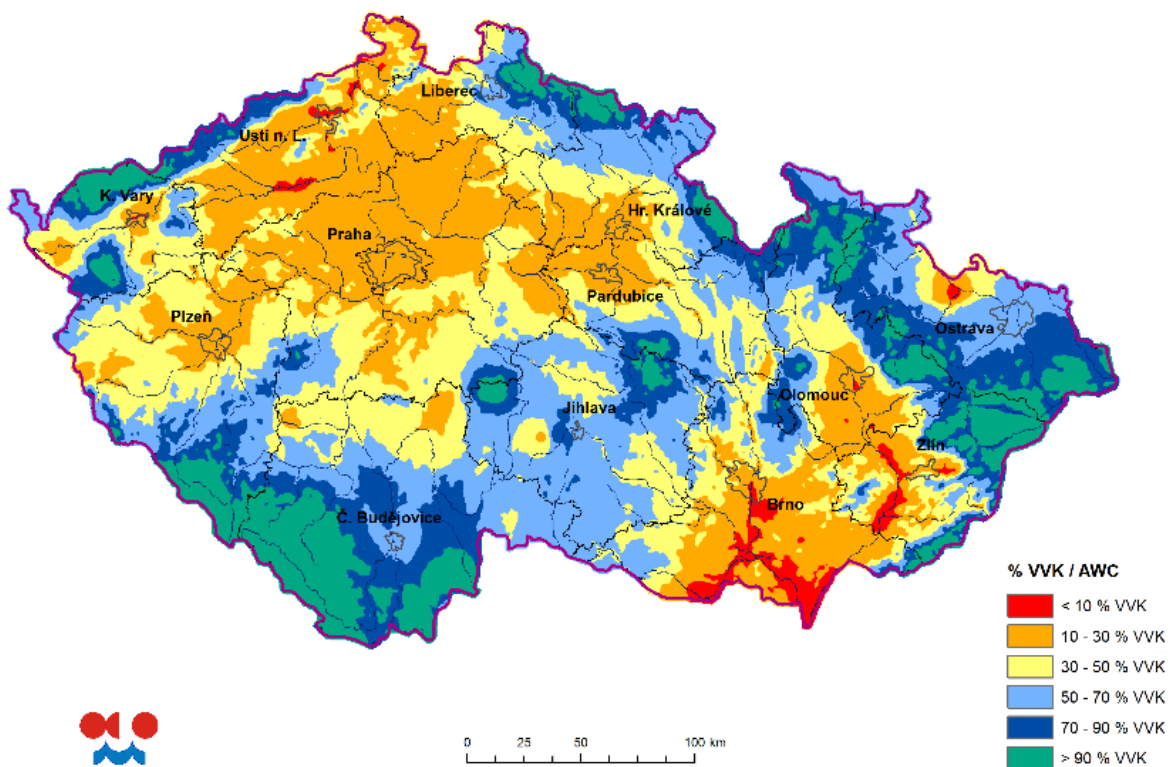 Liberec
Ústí n. L.
K. Vary
Hr. Králové
Praha
Pardubice
Plzeň
Ostrava
Olomouc
Jihlava
Zlín
Brno
Č. Budějovice
% VVK / AWC
< 10 % VVK
10 - 30 % VVK
30 - 50 % VVK
50 - 70 % VVK
70 - 90 % VVK
> 90 % VVK
0 25 50 100 km